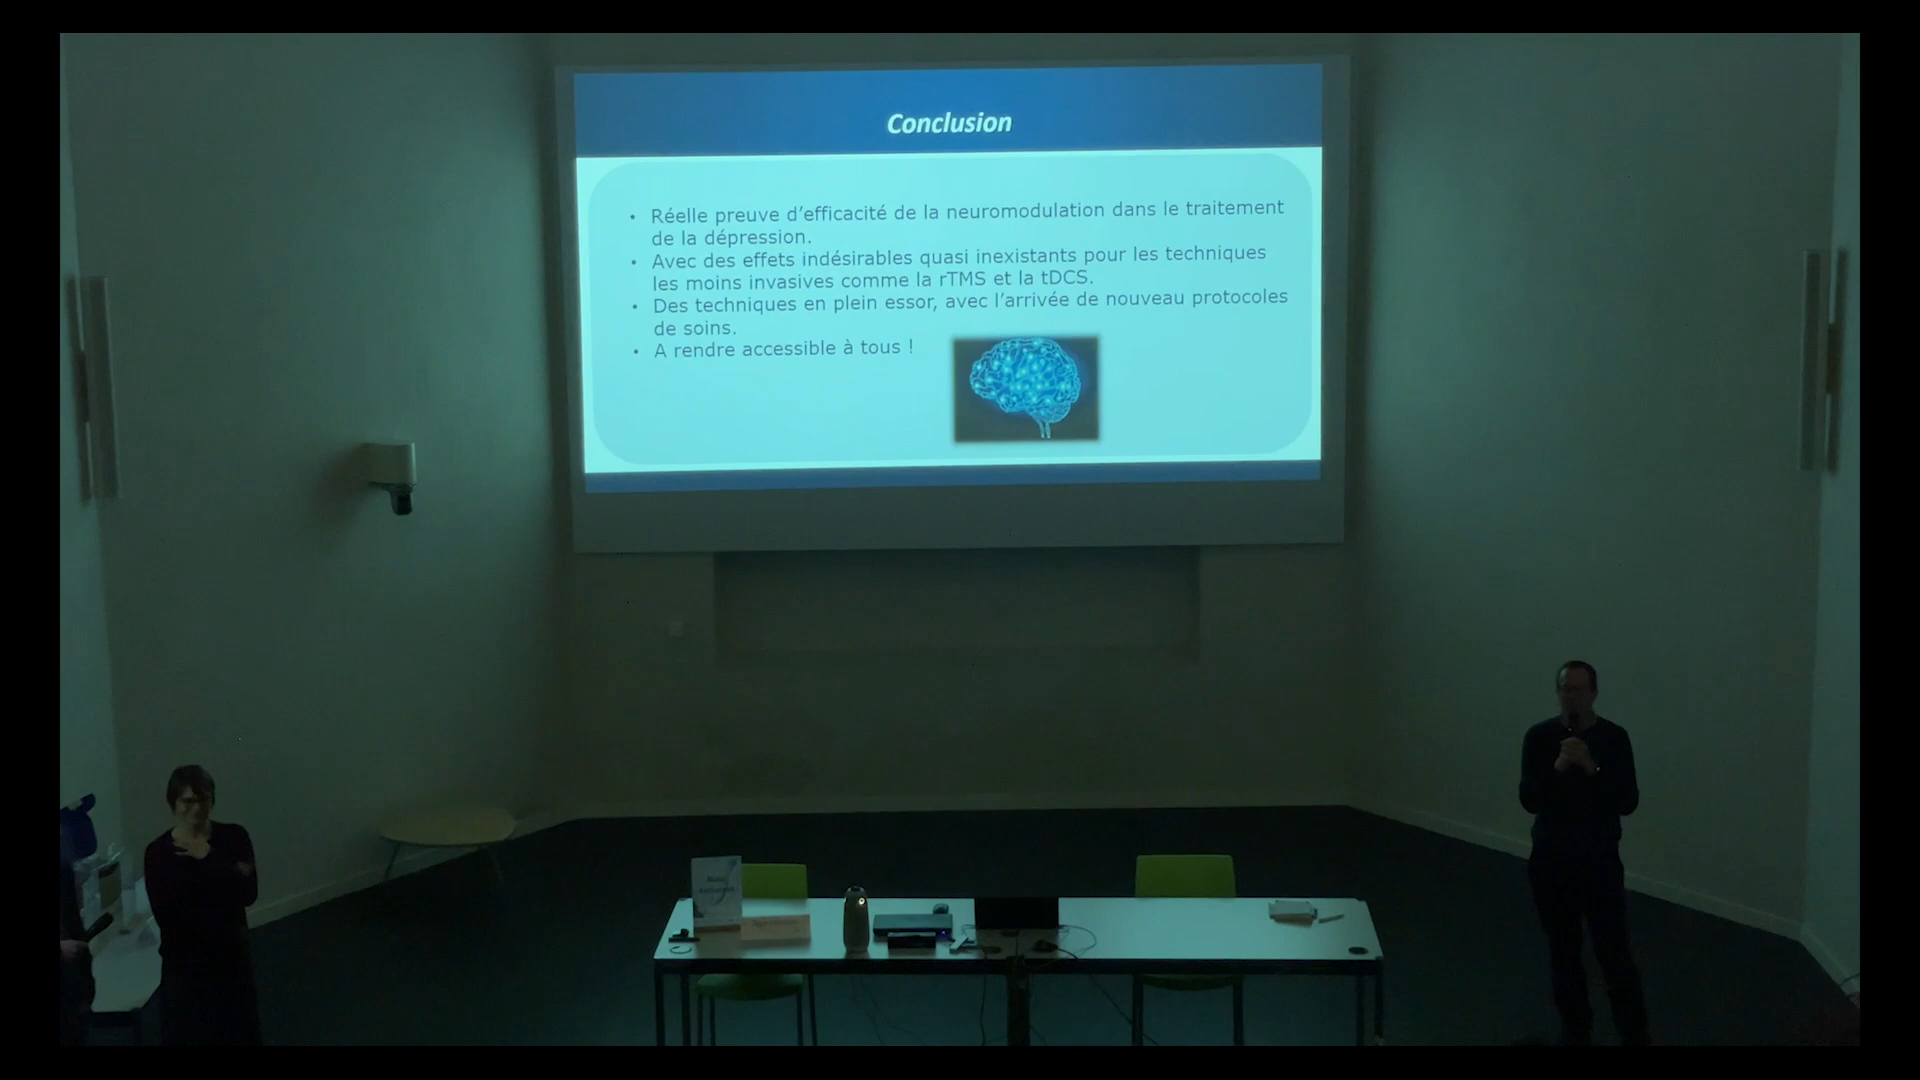 Conclusion
• Réelle preuve d’efficacité de la neuromodulation dans le traitement
de la dépression.
• Avec des effets indésirables quasi inexistants pour les techniques
les moins invasives comme la rTMS et la tDCS.
• Des techniques en plein essor, avec l’arrivée de nouveau protocoles
de soins.
• A rendre accessible à tous !